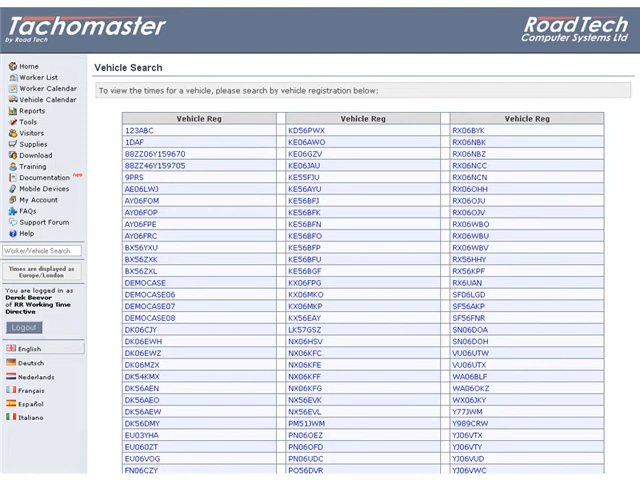 Tachomaster
by Road Tech
RoadTech
Computer Systems Ltd
Home
Worker List
Worker Calendar
Vehicle Calendar
Reports
Tools
Visitors
Supplies
Download
Training
Documentation new
Mobile Devices
My Account
FAQs
Support Forum
Help
Worker/Vehicle Search
Times are displayed as
Europe/London
You are logged in as
Derek Beevor
of RR Working Time
Directive
Logout
English
Deutsch
Nederlands
Français
Español
Italiano
Vehicle Search
To view the times for a vehicle, please search by vehicle registration below:
Vehicle Reg Vehicle Reg Vehicle Reg
123ABC KD56PWX RX06BYK
1DAF KE06AWO RX06NBK
88ZZ06Y159670 KE06GZV RX06NBZ
88ZZ46Y159705 KE06JAU RX06NCC
9PRS KE55FJU RX06NCN
AE06LWJ KE56AYU RX06OHH
AY06FOM KE56BFJ RX06OJU
AY06FOP KE56BFK RX06OJV
AY06FPE KE56BFN RX06WBO
AY06FRC KE56BFO RX06WBU
BX56YXU KE56BFP RX06WBV
BX56ZXK KE56BFU RX56HHY
BX56ZXL KE56BGF RX56KPF
DEMOCASE KX06FPG RX6UAN
DEMOCASE06 KX06MKO SF06LGD
DEMOCASE07 KX06MKP SF56AKP
DEMOCASE08 KX56EAY SF56FNR
DK06CJY LK57GSZ SN06DOA
DK06EWH NX06HSV SN06DOH
DK06EWZ NX06KFC VU06UTW
DK06MZX NX06KFE VU06UTX
DK54KMX NX06KFF WA06BLF
DK56AEN NX06KFG WA06OKZ
DK56AEO NX56EVK WX06JKY
DK56AEW NX56EVL Y77JWM
DK56DMY PM51JWM Y989CRW
EU03YHA PN06OEZ YJ06VTX
EU06OZT PN06OFD YJ06VTY
EU06VOG PN06UDC YJ06VUD
FN06CZY PO56DVR YJ06VWC